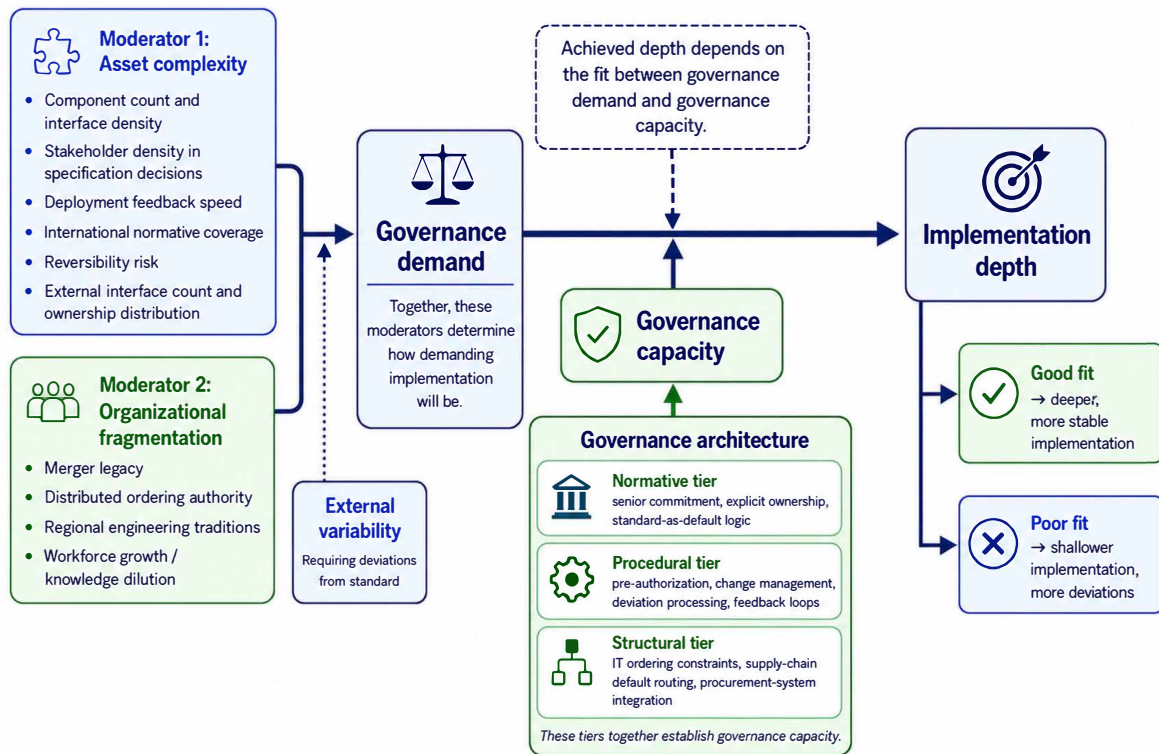 Moderator 1:
Asset complexity
• Component count and
interface density
• Stakeholder density in
specification decisions
• Deployment feedback speed
• International normative coverage
• Reversibility risk
• External interface count and
ownership distribution
Moderator 2:
Organizational
fragmentation
• Merger legacy
• Distributed ordering authority
• Regional engineering traditions
• Workforce growth /
knowledge dilution
Governance
demand
Together, these
moderators determine
how demanding
implementation
will be.
External
variability
Requiring deviations
from standard
Achieved depth depends on
the fit between governance
demand and governance
capacity.
Governance
capacity
Governance architecture
Normative tier
senior commitment, explicit ownership,
standard-as-default logic
Procedural tier
pre-authorization, change management,
deviation processing, feedback loops
Structural tier
IT ordering constraints, supply-chain
default routing, procurement-system
integration
These tiers together establish governance capacity.
Implementation
depth
Good fit
→ deeper,
more stable
implementation
Poor fit
→ shallower
implementation,
more deviations